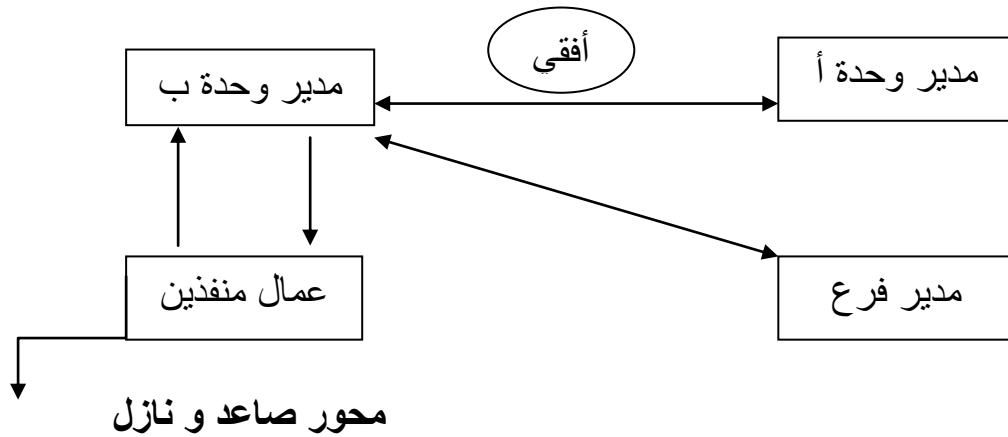 أفقي
مدير وحدة أ
مدير وحدة ب
عمال منفذين
مدير فرع
محور صاعد و نازل